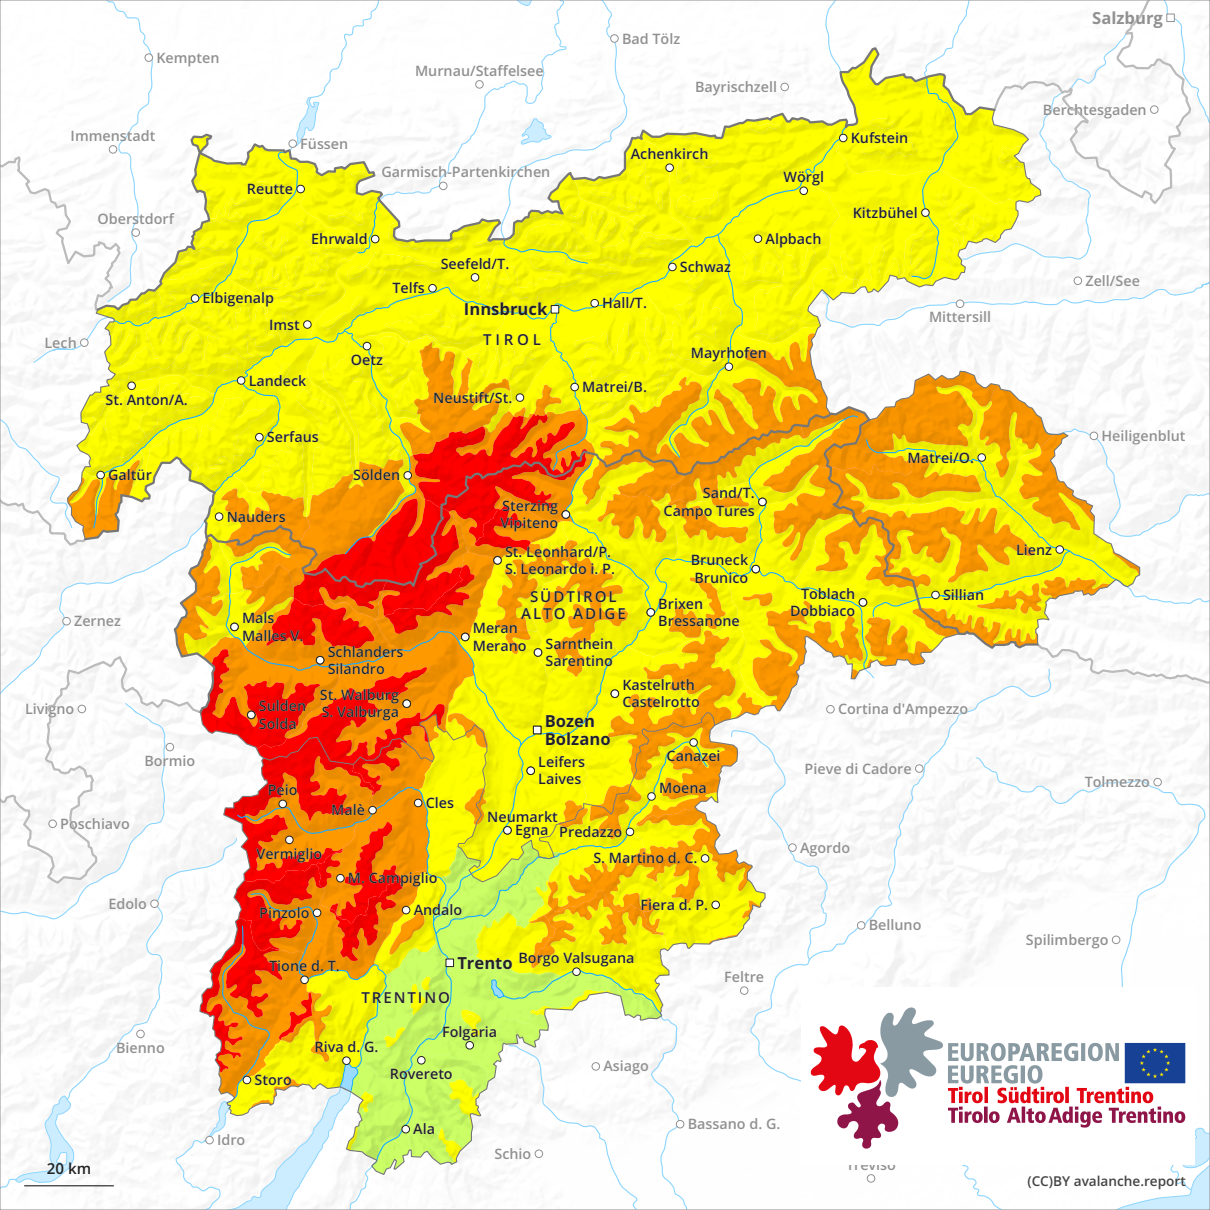 Salzburg
Bad Tölz
Kempten
Murnau/Staffelsee
Bayrischzell
Berchtesgaden
Immenstadt
Füssen
Kufstein
Achenkirch
Garmisch-Partenkirchen
Wörgl
Reutte
Oberstdorf
Kitzbühel
Ehrwald
Alpbach
Seefeld/T.
Schwaz
Zell/See
Telfs
Elbigenalp
Hall/T.
Innsbruck
Mittersill
Imst
TIROL
Lech
Oetz
Mayrhofen
Landeck
Matrei/B.
St. Anton/A.
Neustift/St.
Serfaus
Heiligenblut
Matrei/O.
Galtür
Sölden
Sand/T.
Campo Tures
Sterzing
Vipiteno
Nauders
St. Leonhard/P.
S. Leonardo i. P.
Lienz
Bruneck
Brunico
SÜDTIROL
ALTO ADIGE
Toblach
Dobbiaco
Sillian
Brixen
Bressanone
Zernez
Mals
Malles V.
Meran
Merano
Sarnthein
Sarentino
Schlanders
Silandro
Kastelruth
Castelrotto
St. Walburg
S. Valburga
Livigno
Sulden
Solda
Cortina d'Ampezzo
Bozen
Bolzano
Bormio
Canazei
Leifers
Laives
Pieve di Cadore
Tolmezzo
Peio
Moena
Malè
Cles
Poschiavo
Neumarkt
Egna
Predazzo
Vermiglio
Agordo
S. Martino d. C.
M. Campiglio
Edolo
Pinzolo
Andalo
Fiera d. P.
Belluno
Spilimbergo
Tione d. T.
Trento
Borgo Valsugana
Feltre
TRENTINO
Folgaria
Bienno
Riva d. G.
Rovereto
Asiago
Storo
EUROPAREGION
EUREGIO
Tirol Südtirol Trentino
Tirolo Alto Adige Trentino
Ala
Bassano d. G.
Idro
Schio
Treviso
20 km
(CC)BY avalanche.report